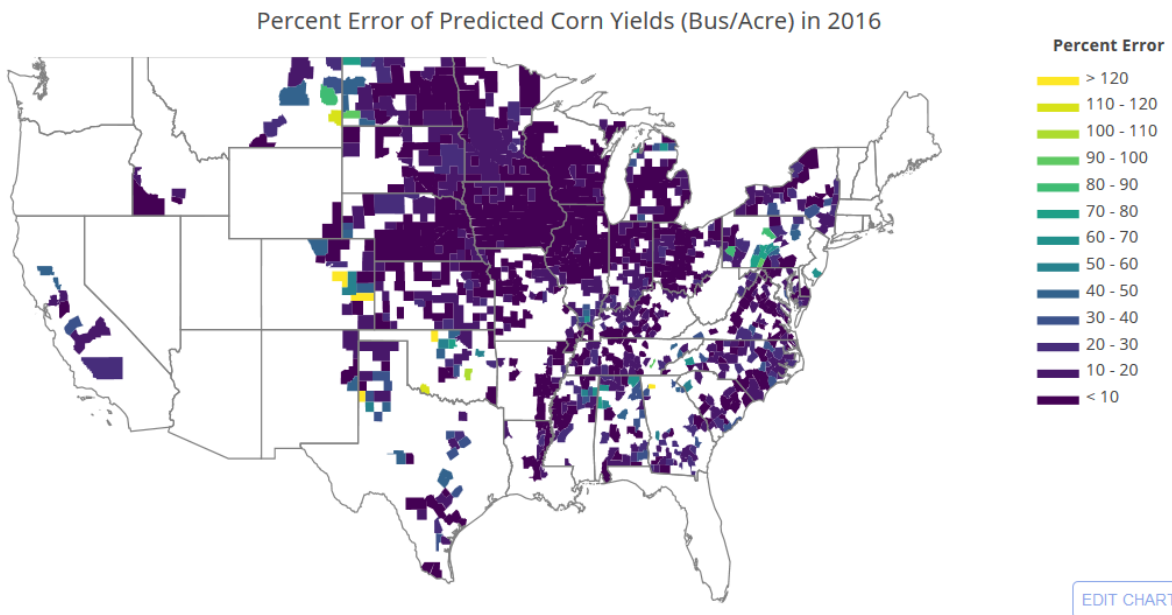 Percent Error of Predicted Corn Yields (Bus/Acre) in 2016
Percent Error
> 120
110 - 120
100 - 110
90 - 100
80 - 90
70 - 80
60 - 70
50 - 60
40 - 50
30 - 40
20 - 30
10 - 20
< 10
EDIT CHART